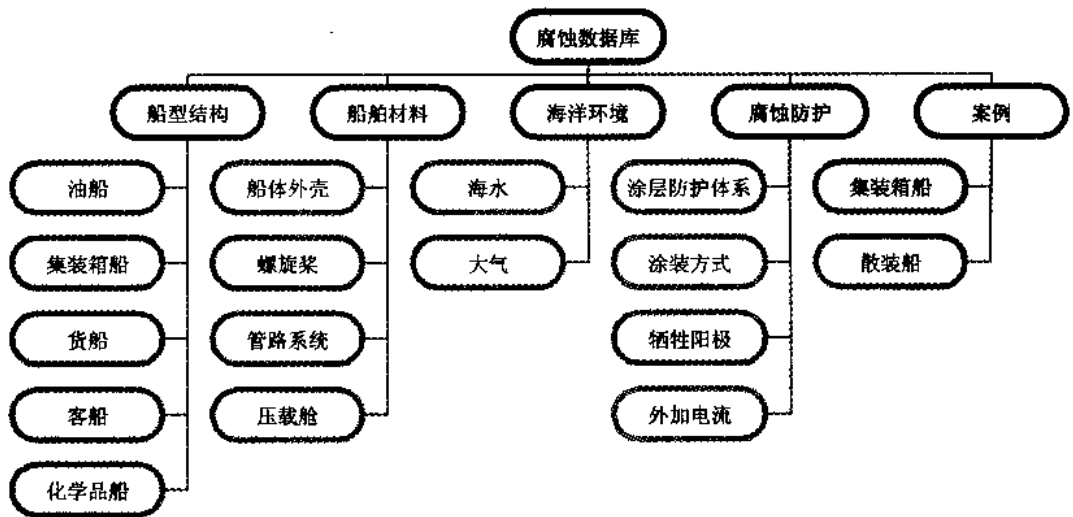 腐蚀数据库
船型结构
船舶材料
海洋环境
腐蚀防护
案例
油船
船体外壳
海水
涂层防护体系
集装箱船
集装箱船
螺旋桨
大气
涂装方式
散装船
货船
管路系统
牺牲阳极
客船
压载舱
外加电流
化学品船